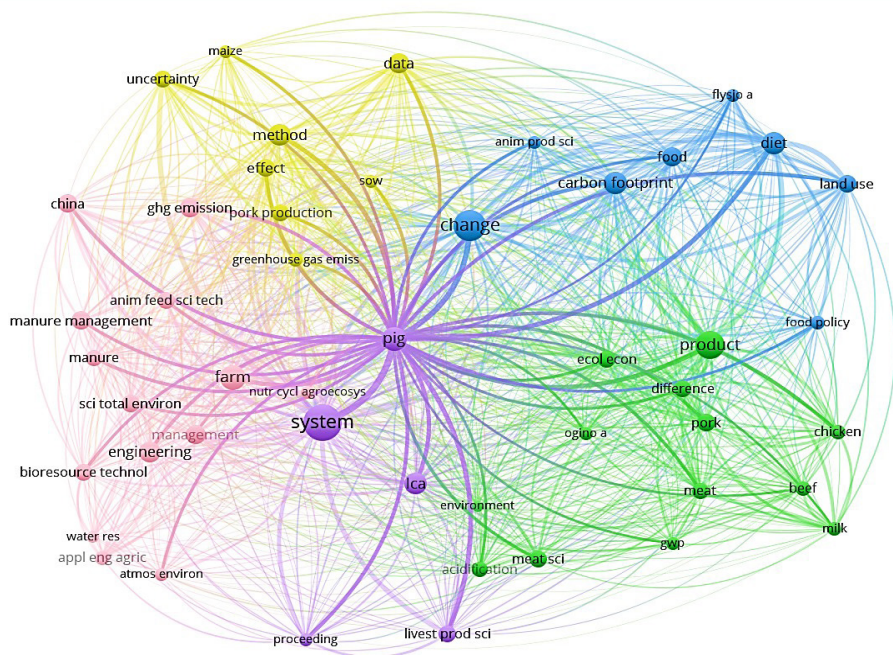 maize
data
uncertainty
flysjo a
method
anim prod sci
diet
food
effect
sow
carbon footprint
land use
china
ghg emission
pork production
change
greenhouse gas emiss
anim feed sci tech
manure management
food policy
pig
product
manure
ecol econ
farm
nutr cycl agroecosys
difference
sci total environ
system
pork
management
ogino a
chicken
engineering
bioresource technol
lca
meat
beef
environment
milk
water res
gwp
appl eng agric
meat sci
acidification
atmos environ
proceeding
livest prod sci